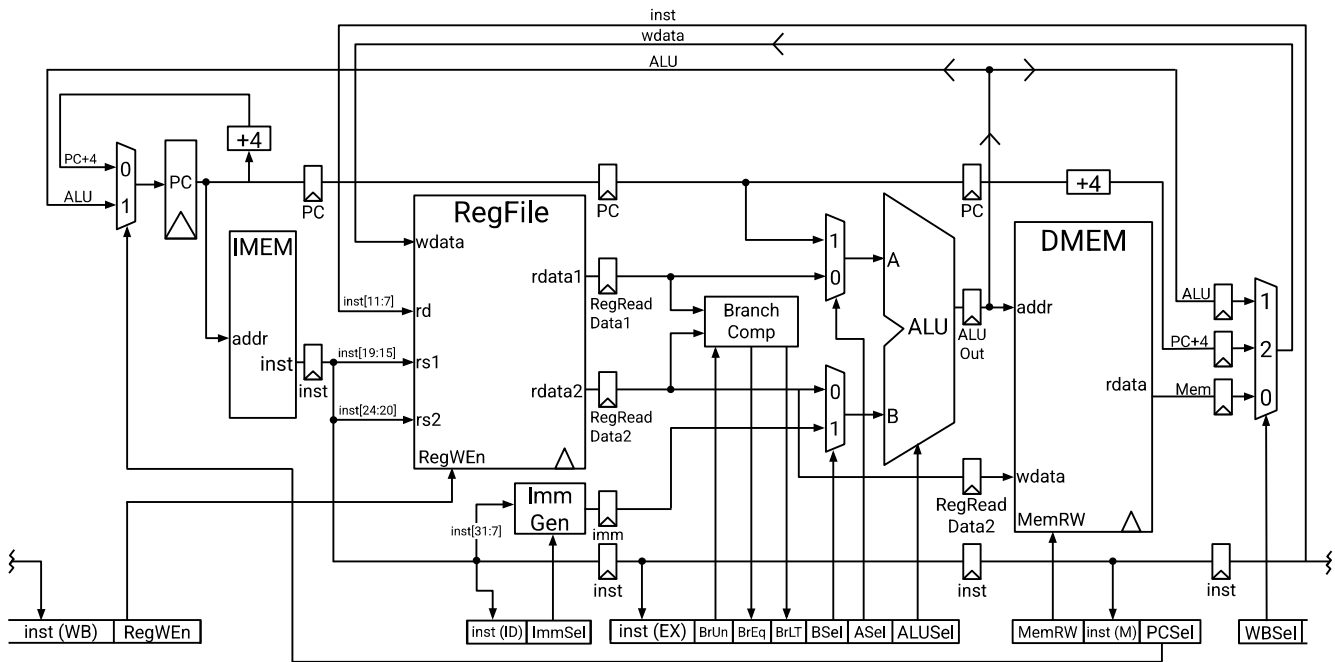 inst
wdata
ALU
+4
PC+4
0
PC
ALU
1
PC
PC
PC
+4
RegFile
IMEM
wdata
rdata1
inst[11:7]
rd
RegRead
Data1
Branch
Comp
1
0
A
ALU
B
DMEM
addr
inst
inst
inst[19:15]
rs1
inst[24:20]
rs2
rdata2
RegRead
Data2
0
1
ALU
Out
addr
rdata
ALU
PC+4
Mem
1
2
0
RegWEn
Imm
Gen
inst[31:7]
imm
RegRead
Data2
wdata
MemRW
inst
inst
inst
inst (WB)
RegWEn
inst (ID)
ImmSel
inst (EX)
BrUn
BrEq
BrLT
BSel
ASel
ALUSel
MemRW
inst (M)
PCSel
WBSel